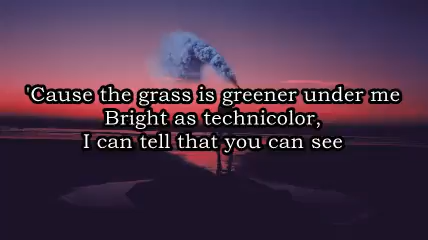 'Cause the grass is greener under me
Bright as technicolor,
I can tell that you can see